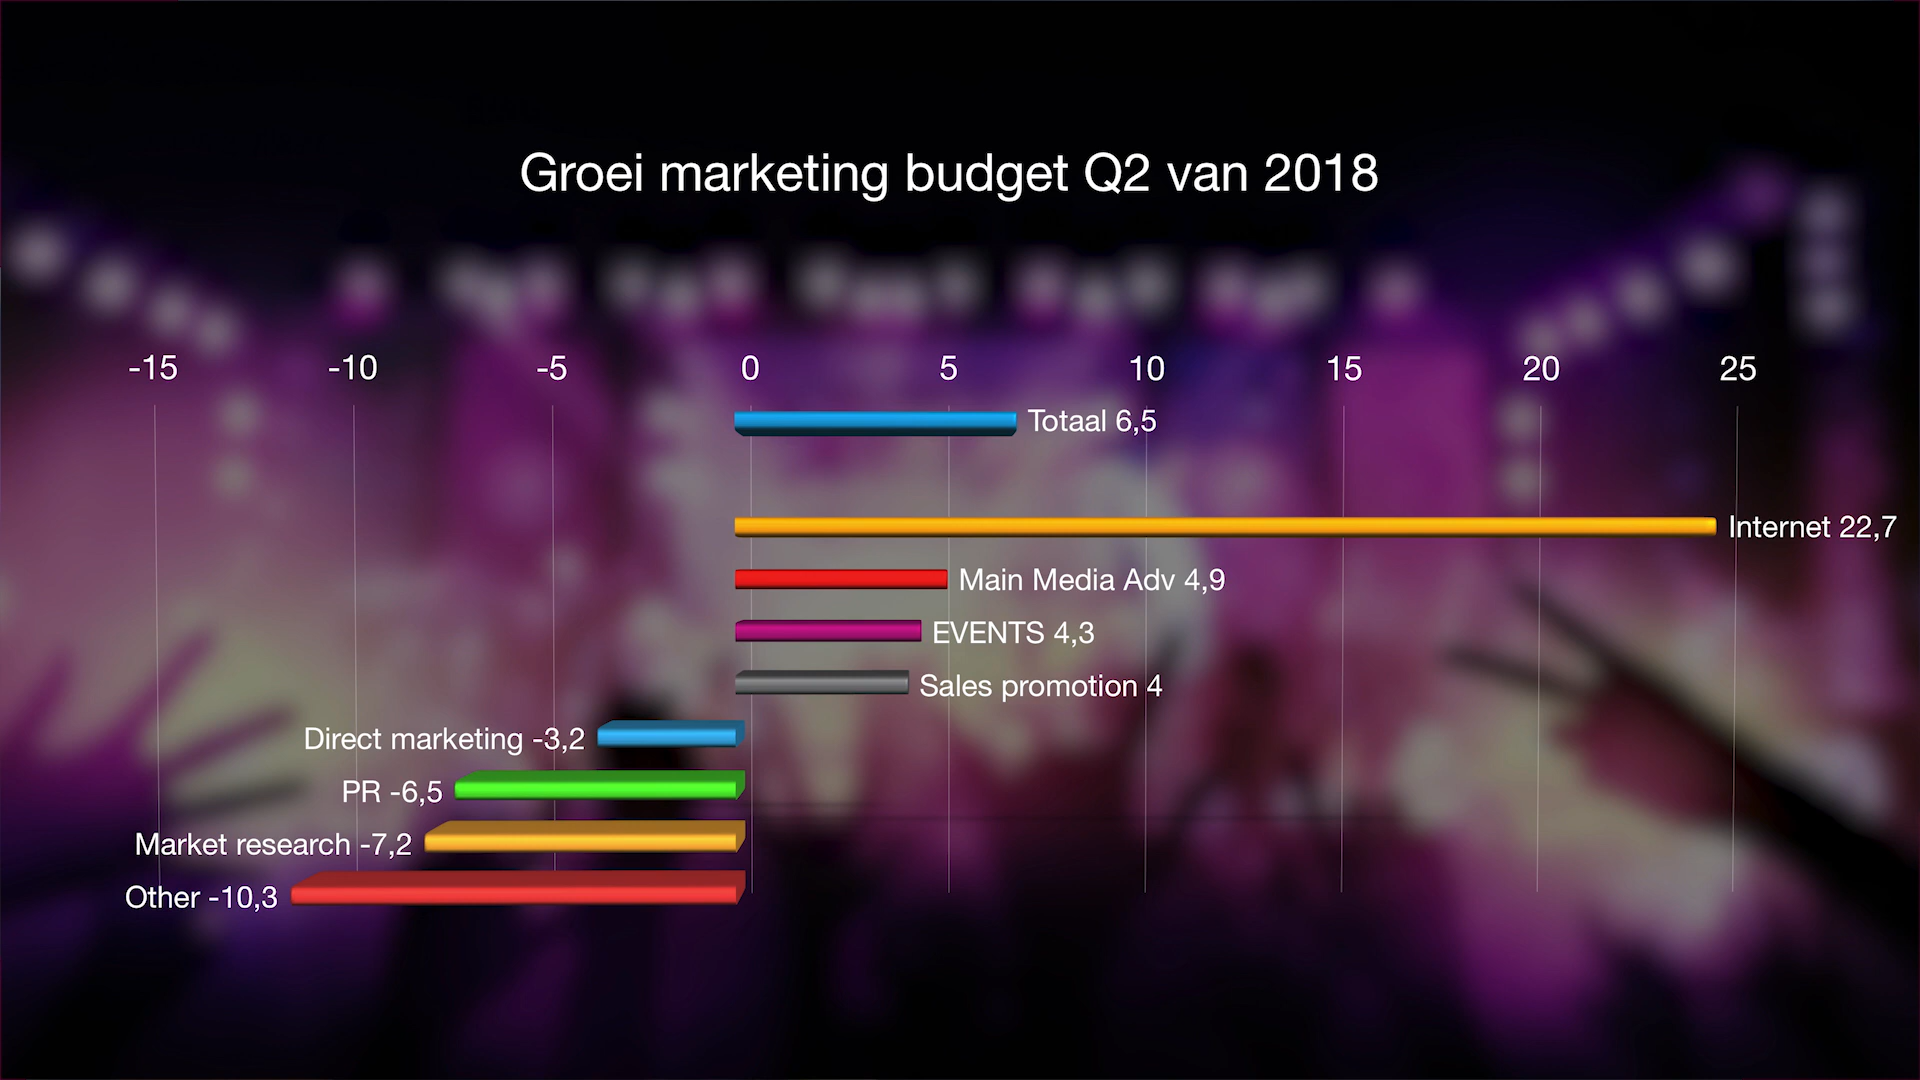 Groei marketing budget Q2 van 2018
-15 -10 -5 0 5 10 15 20 25
Totaal 6,5
Internet 22,7
Main Media Adv 4,9
EVENTS 4,3
Sales promotion 4
Direct marketing -3,2
PR -6,5
Market research -7,2
Other -10,3